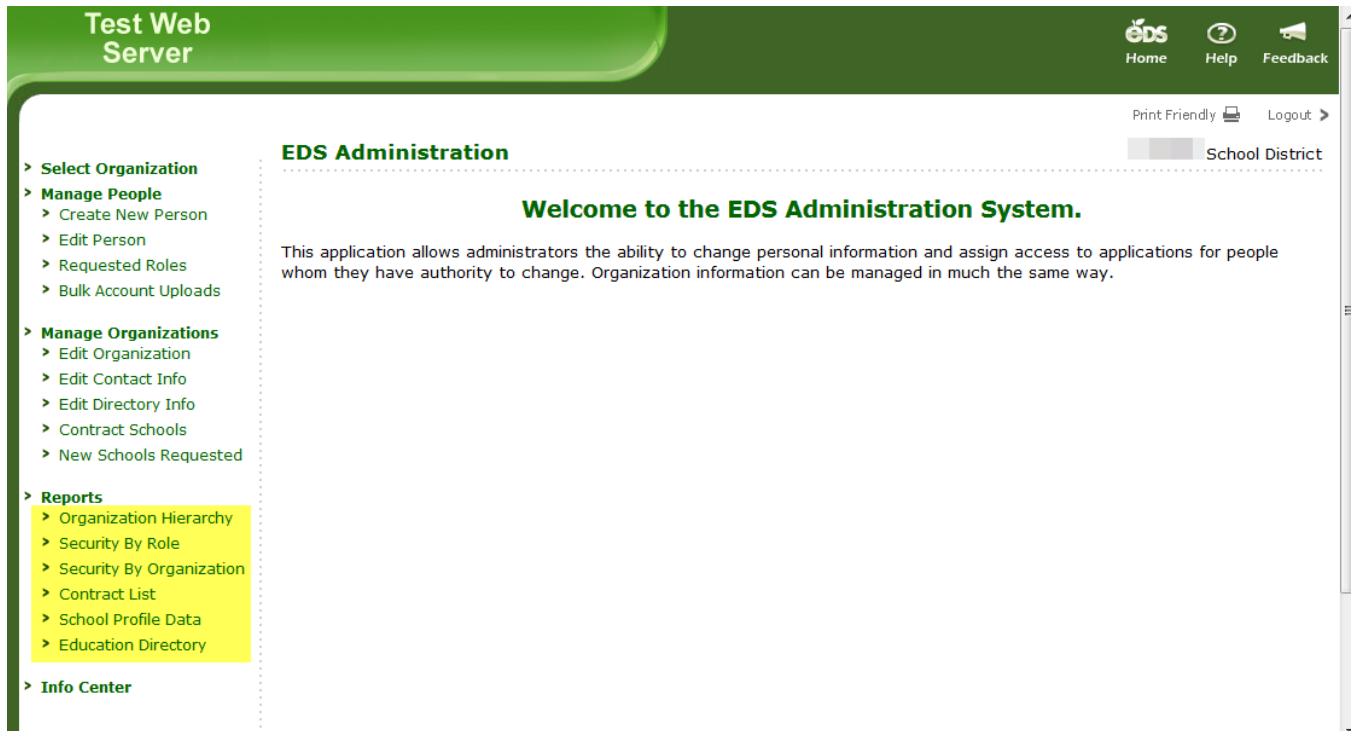 Test Web
Server
eDS
Home
Help
Feedback
Print Friendly
Logout
EDS Administration
School District
Select Organization
Manage People
Create New Person
Edit Person
Requested Roles
Bulk Account Uploads
Manage Organizations
Edit Organization
Edit Contact Info
Edit Directory Info
Contract Schools
New Schools Requested
Reports
Organization Hierarchy
Security By Role
Security By Organization
Contract List
School Profile Data
Education Directory
Info Center
Welcome to the EDS Administration System.
This application allows administrators the ability to change personal information and assign access to applications for people
whom they have authority to change. Organization information can be managed in much the same way.